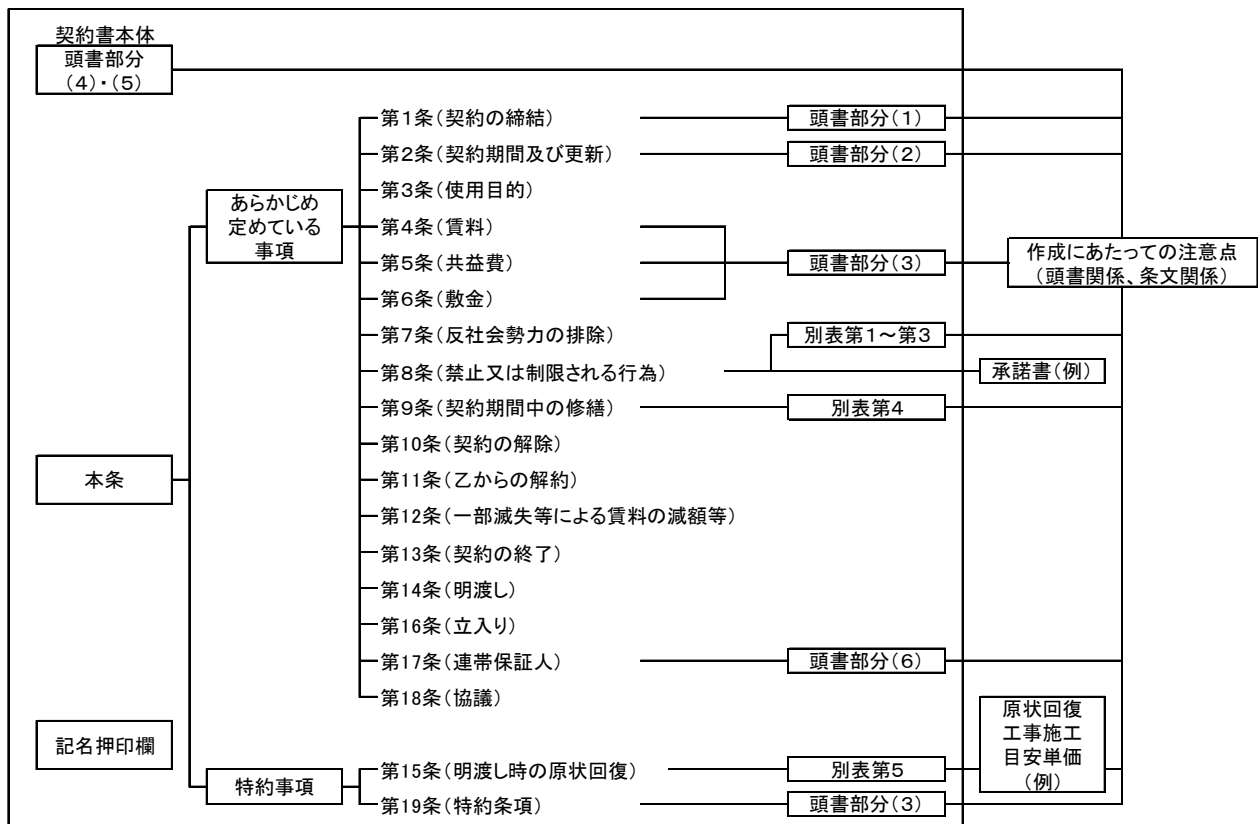 契約書本体
頭書部分
(4)・(5)
第1条(契約の締結)
頭書部分(1)
第2条(契約期間及び更新)
頭書部分(2)
第3条(使用目的)
あらかじめ
定めている
事項
第4条(賃料)
第5条(共益費)
頭書部分(3)
作成にあたっての注意点
(頭書関係、条文関係)
第6条(敷金)
第7条(反社会勢力の排除)
別表第1～第3
第8条(禁止又は制限される行為)
承諾書(例)
第9条(契約期間中の修繕)
別表第4
第10条(契約の解除)
本条
第11条(乙からの解約)
第12条(一部滅失等による賃料の減額等)
第13条(契約の終了)
第14条(明渡し)
第16条(立入り)
第17条(連帯保証人)
頭書部分(6)
第18条(協議)
記名押印欄
特約事項
第15条(明渡し時の原状回復)
別表第5
原状回復
工事施工
目安単価
(例)
第19条(特約条項)
頭書部分(3)